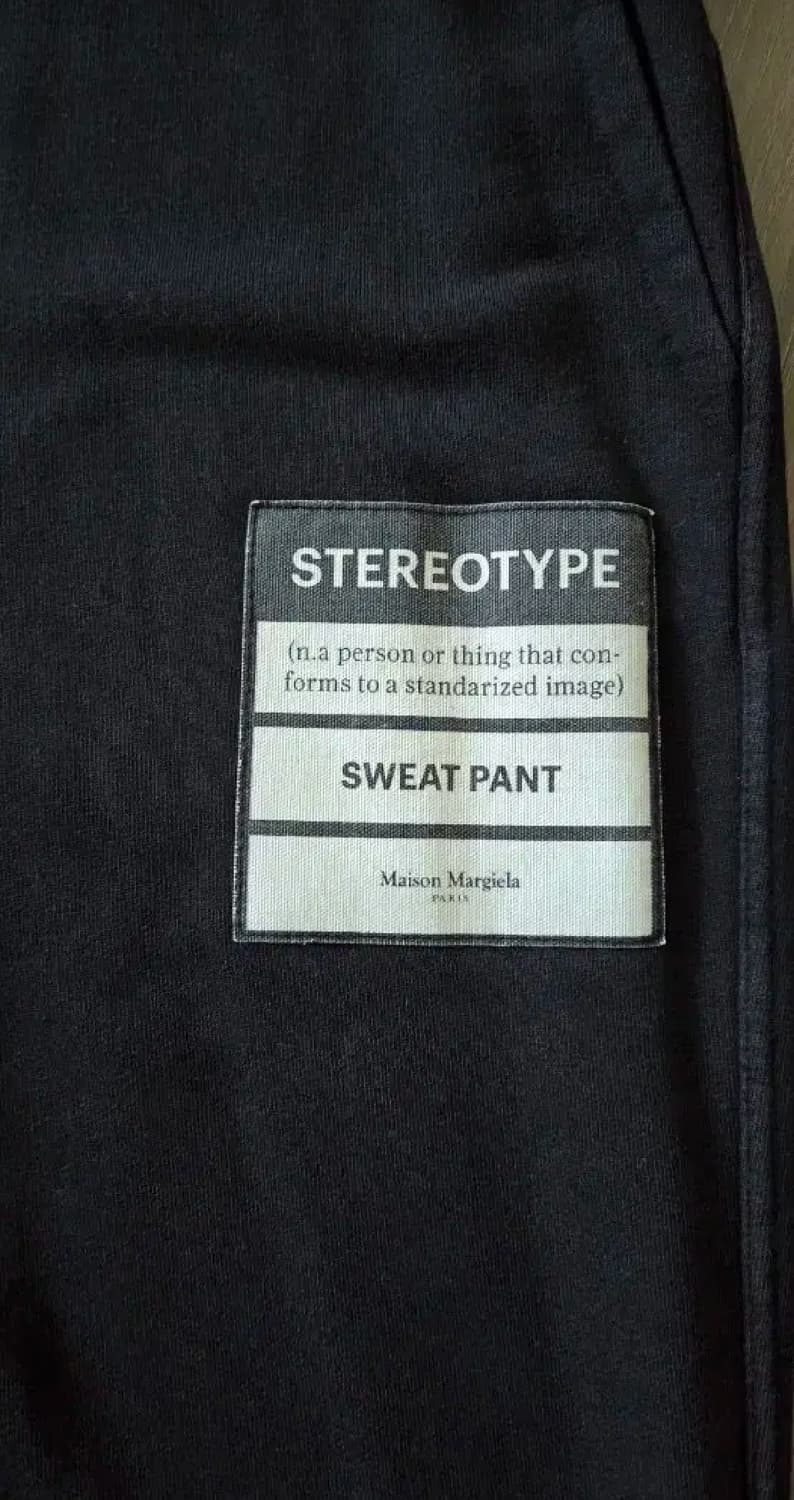 STEREOTYPE
(n.a person or thing that con-
forms to a standarized image)
SWEAT PANT
Maison Margiela
PARIS